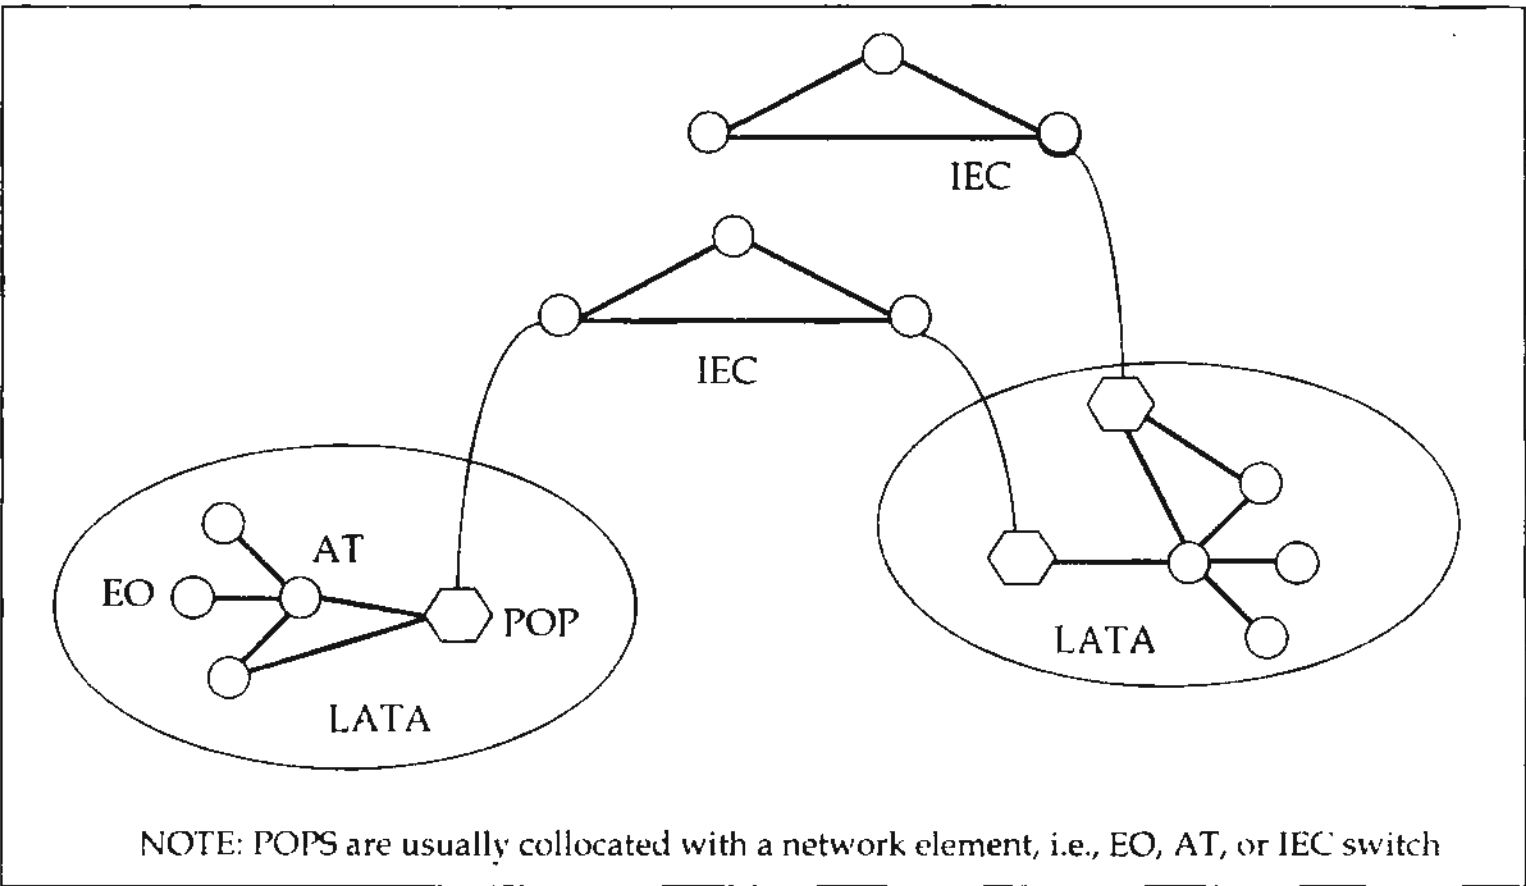 IEC
IEC
AT
EO
POP
LATA
LATA
NOTE: POPS are usually collocated with a network element, i.e., EO, AT, or IEC switch